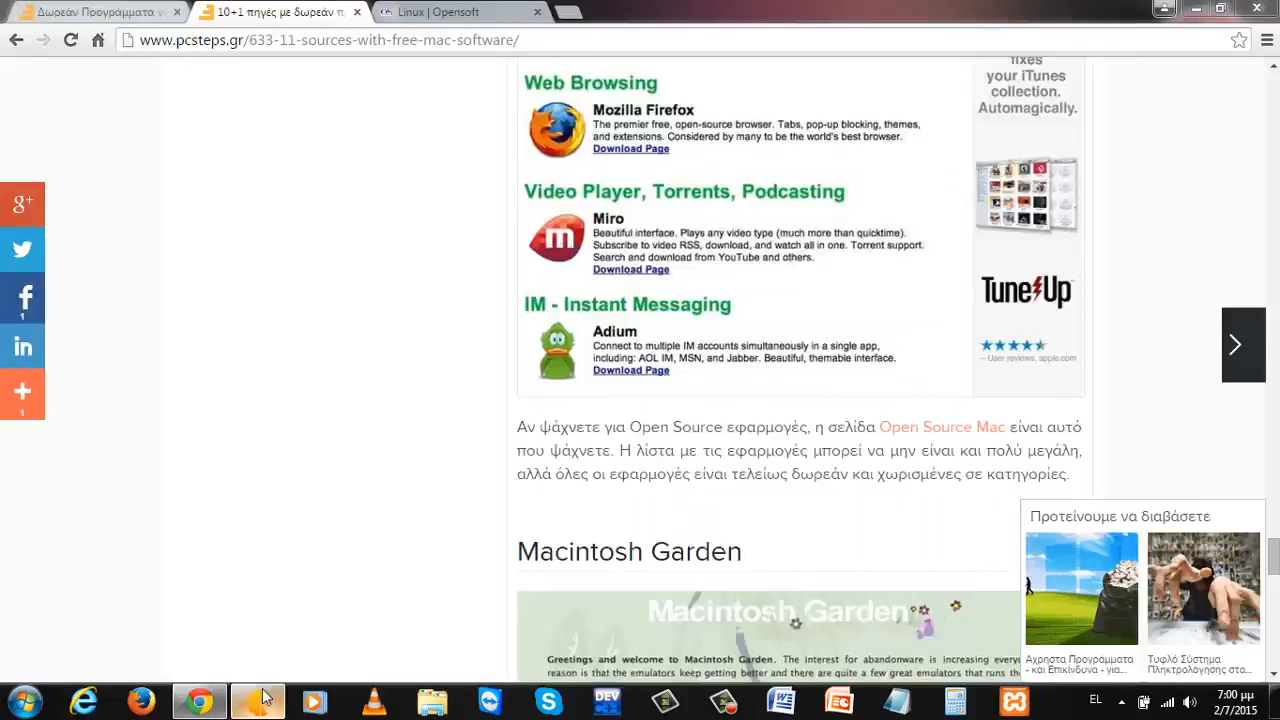 Δωρεάν Προγράμματα γι
10+1 πηγές με δωρεάν π
Linux | Opensoft
www.pcsteps.gr/633-11-sources-with-free-mac-software/
fixes
your iTunes
collection.
Automagically.
Web Browsing
Mozilla Firefox
The premier free, open-source browser. Tabs, pop-up blocking, themes,
and extensions. Considered by many to be the world's best browser.
Download Page
Video Player, Torrents, Podcasting
Miro
Beautiful interface. Plays any video type (much more than quicktime).
Subscribe to video RSS, download, and watch all in one. Torrent support.
Search and download from YouTube and others.
Download Page
TuneUp
IM - Instant Messaging
Adium
Connect to multiple IM accounts simultaneously in a single app,
including: AOL IM, MSN, and Jabber. Beautiful, themable interface.
Download Page
—User reviews, apple.com
g+
f
1
in
+
1
Αν ψάχνετε για Open Source εφαρμογές, η σελίδα Open Source Mac είναι αυτό
που ψάχνετε. Η λίστα με τις εφαρμογές μπορεί να μην είναι και πολύ μεγάλη,
αλλά όλες οι εφαρμογές είναι τελείως δωρεάν και χωρισμένες σε κατηγορίες.
Macintosh Garden
Macintosh Garden
Greetings and welcome to Macintosh Garden. The interest for abandonware is increasing every
reason is that the emulators keep getting better and there are quite a few great emulators that runs the
Προτείνουμε να διαβάσετε
Άχρηστα Προγράμματα
- και Επικίνδυνα - για...
Τυφλό Σύστημα
Πληκτρολόγησης στα...
DEV
EL
7:00 μμ
2/7/2015